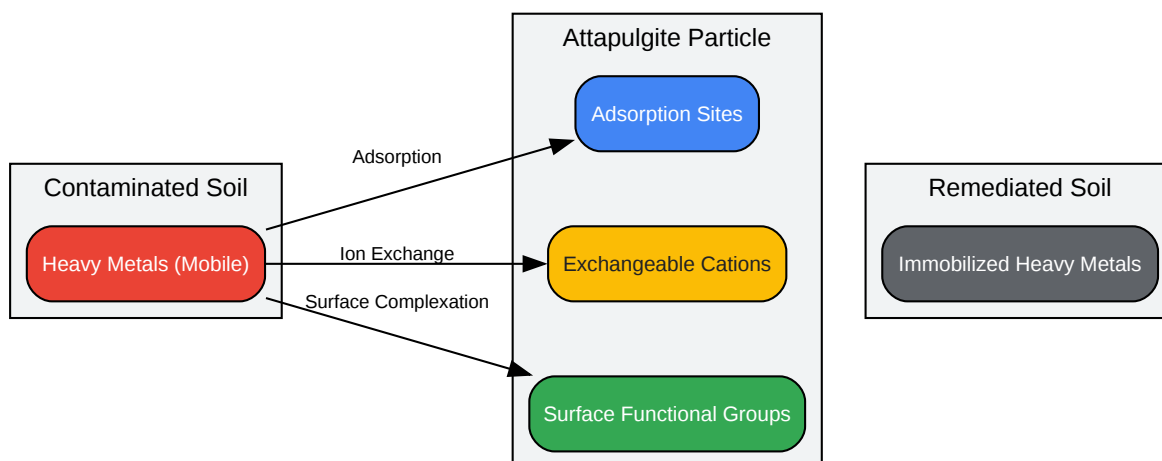 Contaminated Soil
Heavy Metals (Mobile)
Adsorption
Ion Exchange
Surface Complexation
Attapulgite Particle
Adsorption Sites
Exchangeable Cations
Surface Functional Groups
Remediated Soil
Immobilized Heavy Metals